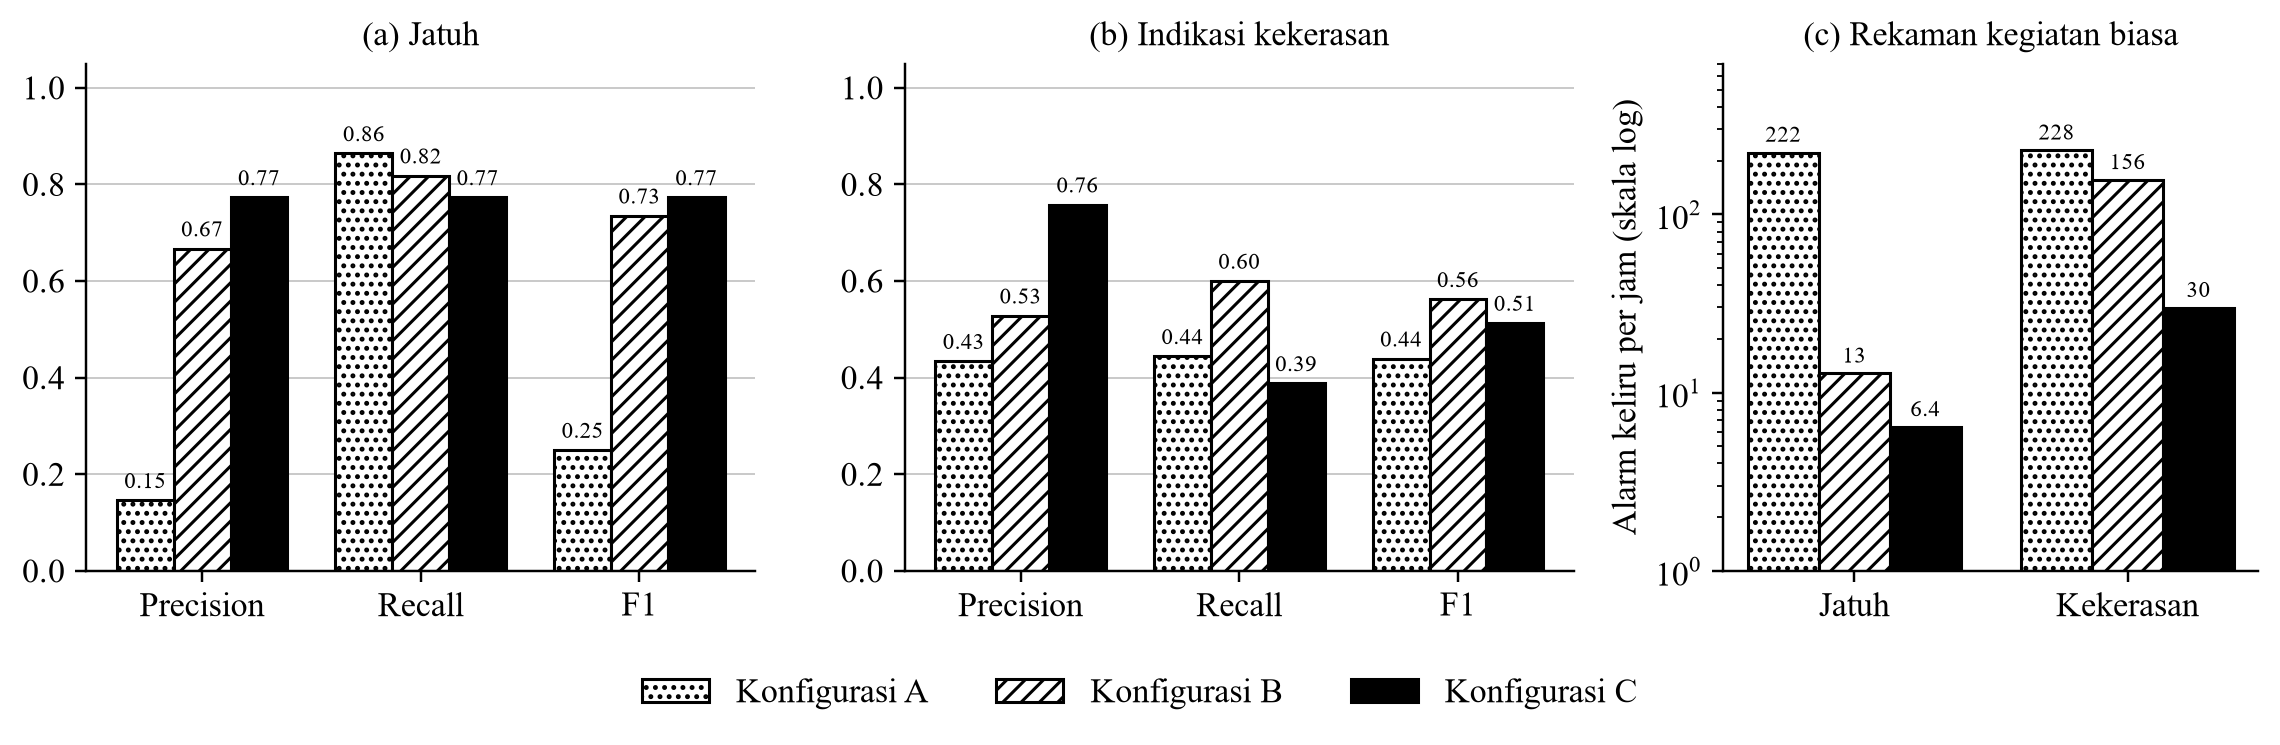 (a) Jatuh
1.0
0.8
0.6
0.4
0.2
0.0
0.15
0.67
0.77
0.86
0.82
0.77
0.25
0.73
0.77
Precision
Recall
F1
(b) Indikasi kekerasan
1.0
0.8
0.6
0.4
0.2
0.0
0.43
0.53
0.76
0.44
0.60
0.39
0.44
0.56
0.51
Precision
Recall
F1
(c) Rekaman kegiatan biasa
Alarm keliru per jam (skala log)
10²
10¹
10⁰
222
13
6.4
228
156
30
Jatuh
Kekerasan
Konfigurasi A
Konfigurasi B
Konfigurasi C